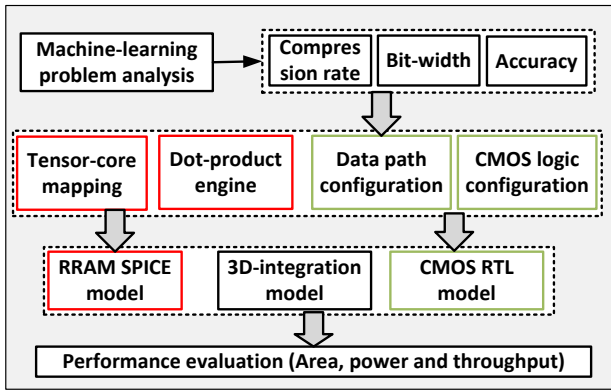 Machine-learning
problem analysis
Compres
sion rate
Bit-width
Accuracy
Tensor-core
mapping
Dot-product
engine
Data path
configuration
CMOS logic
configuration
RRAM SPICE
model
3D-integration
model
CMOS RTL
model
Performance evaluation (Area, power and throughput)